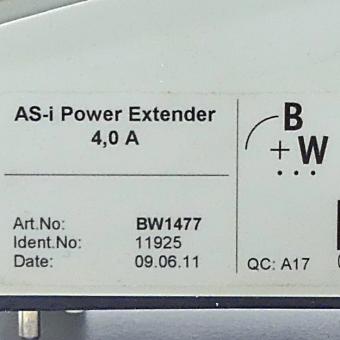 AS-i Power Extender
4,0 A
Art.No: BW1477
Ident.No: 11925
Date: 09.06.11
B
+W
...
QC: A17